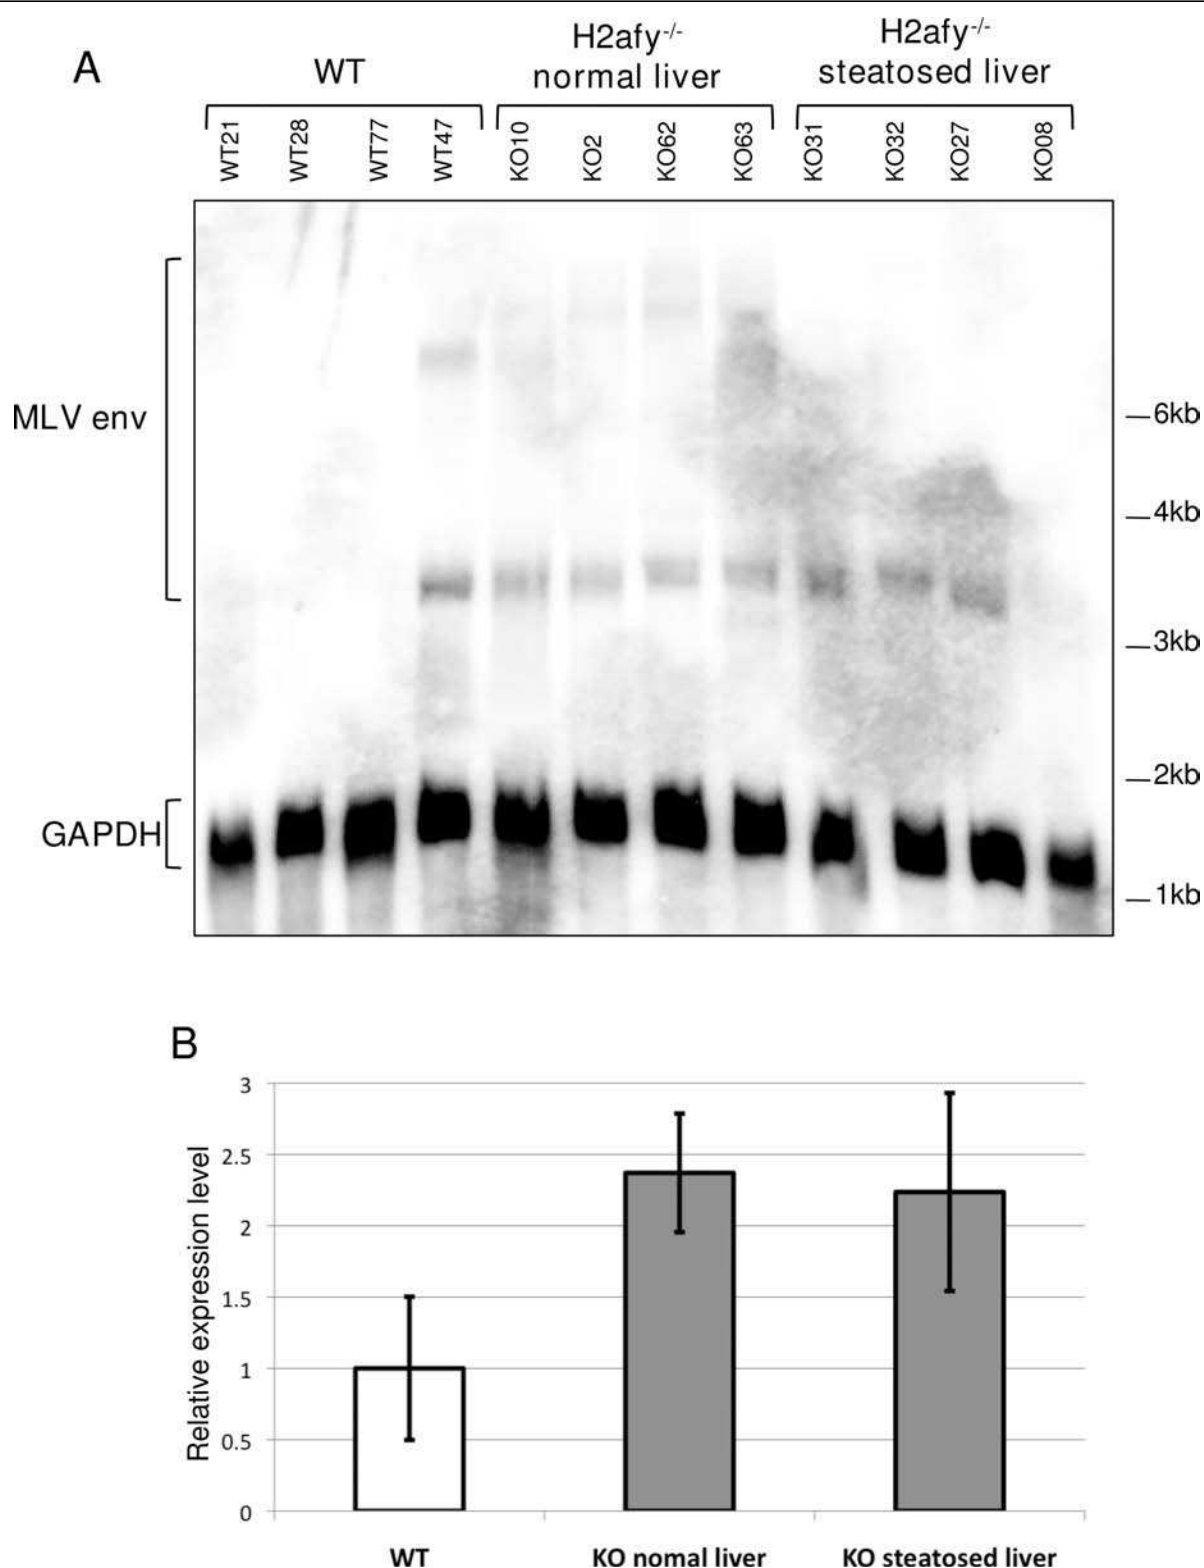 A
WT
H2afy-/-
normal liver
H2afy-/-
steatosed liver
WT21
WT28
WT77
WT47
KO10
KO2
KO62
KO63
KO31
KO32
KO27
KO08
MLV env
6kb
4kb
3kb
2kb
GAPDH
1kb
B
Relative expression level
3
2.5
2
1.5
1
0.5
0
WT
KO nomal liver
KO steatosed liver